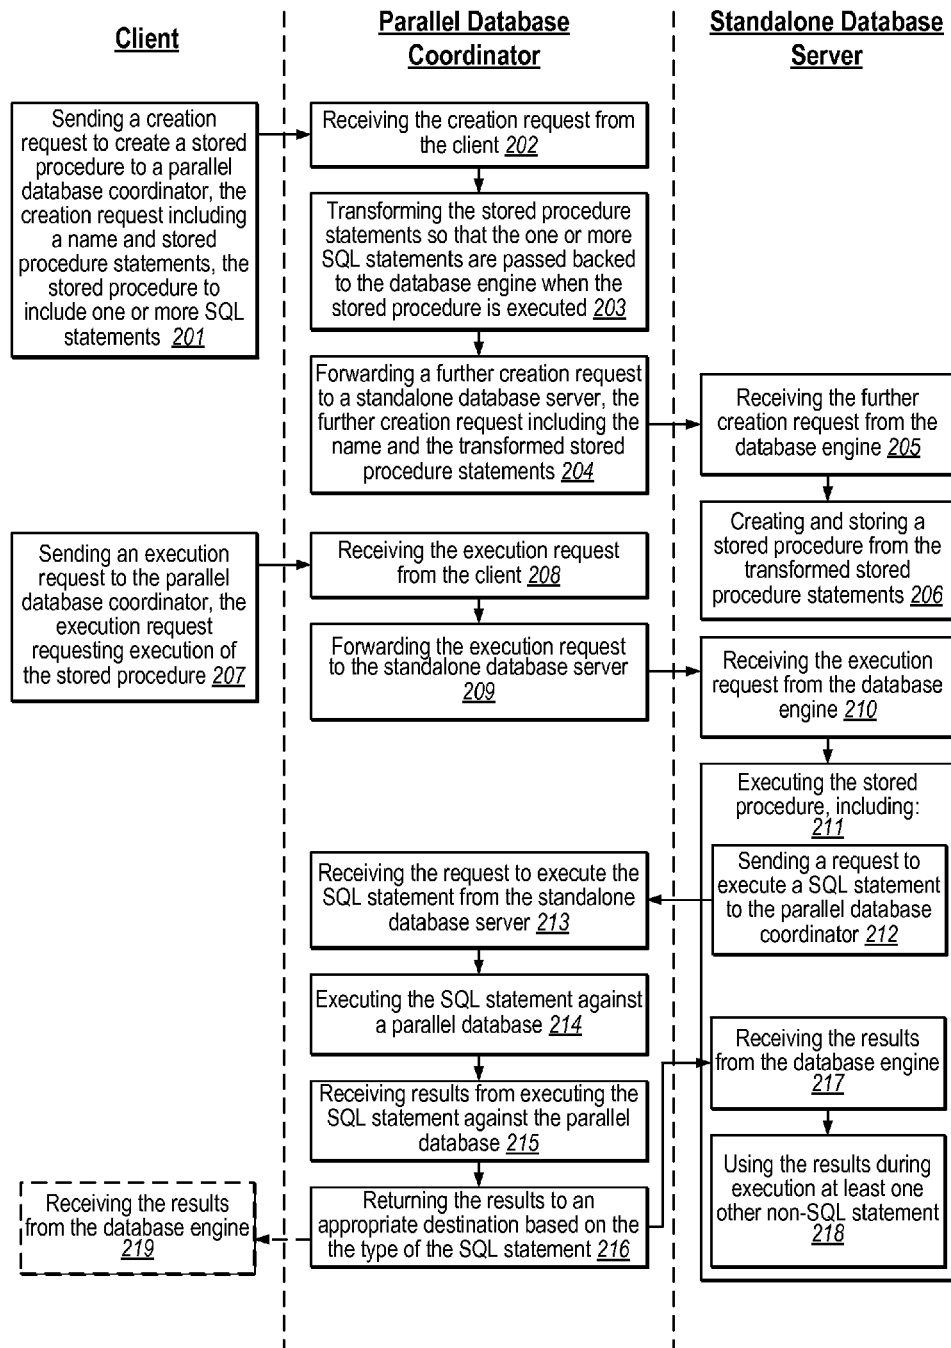 Client
Parallel Database
Coordinator
Standalone Database
Server
Sending a creation
request to create a stored
procedure to a parallel
database coordinator, the
creation request including
a name and stored
procedure statements, the
stored procedure to
include one or more SQL
statements 201
Receiving the creation request from
the client 202
Transforming the stored procedure
statements so that the one or more
SQL statements are passed backed
to the database engine when the
stored procedure is executed 203
Forwarding a further creation request
to a standalone database server, the
further creation request including the
name and the transformed stored
procedure statements 204
Receiving the further
creation request from the
database engine 205
Creating and storing a
stored procedure from the
transformed stored
procedure statements 206
Sending an execution
request to the parallel
database coordinator, the
execution request
requesting execution of
the stored procedure 207
Receiving the execution request
from the client 208
Forwarding the execution request
to the standalone database server
209
Receiving the execution
request from the database
engine 210
Executing the stored
procedure, including:
211
Sending a request to
execute a SQL statement
to the parallel database
coordinator 212
Receiving the request to execute the
SQL statement from the standalone
database server 213
Executing the SQL statement against
a parallel database 214
Receiving results from executing the
SQL statement against the parallel
database 215
Returning the results to an
appropriate destination based on the
the type of the SQL statement 216
Receiving the results
from the database engine
217
Using the results during
execution at least one
other non-SQL statement
218
Receiving the results
from the database engine
219